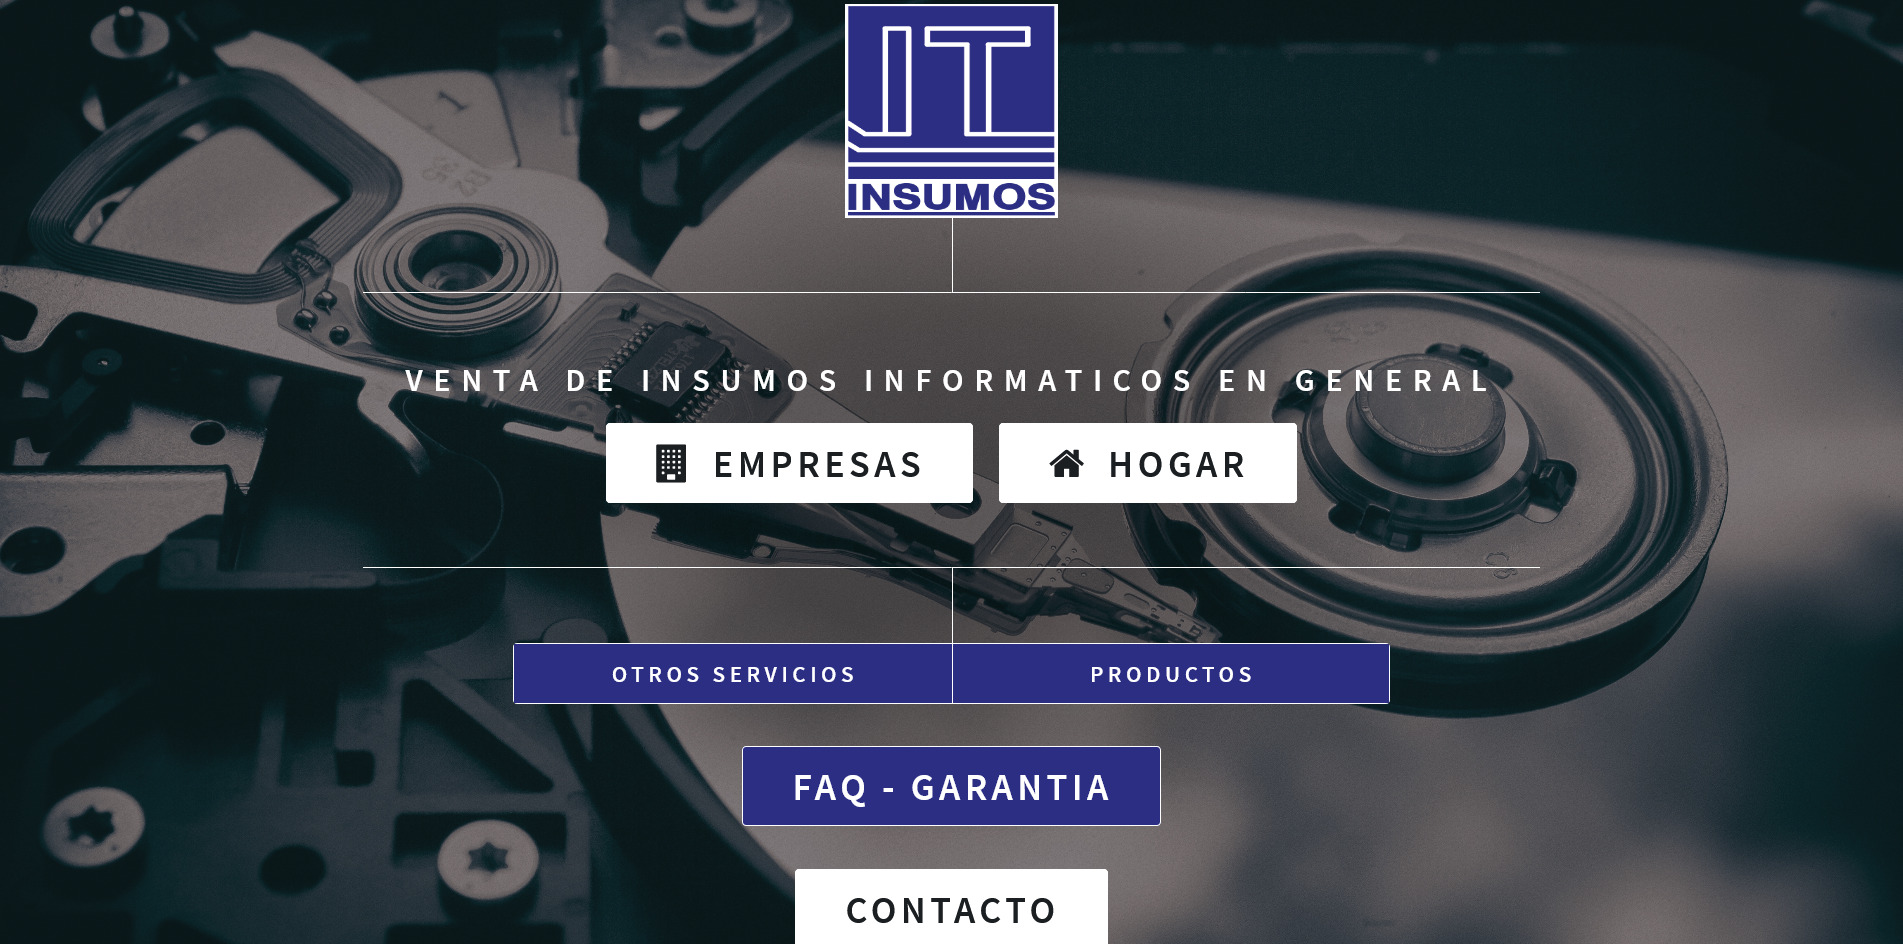 IT
INSUMOS
VENTA DE INSUMOS INFORMATICOS EN GENERAL
EMPRESAS
HOGAR
OTROS SERVICIOS
PRODUCTOS
FAQ - GARANTIA
CONTACTO